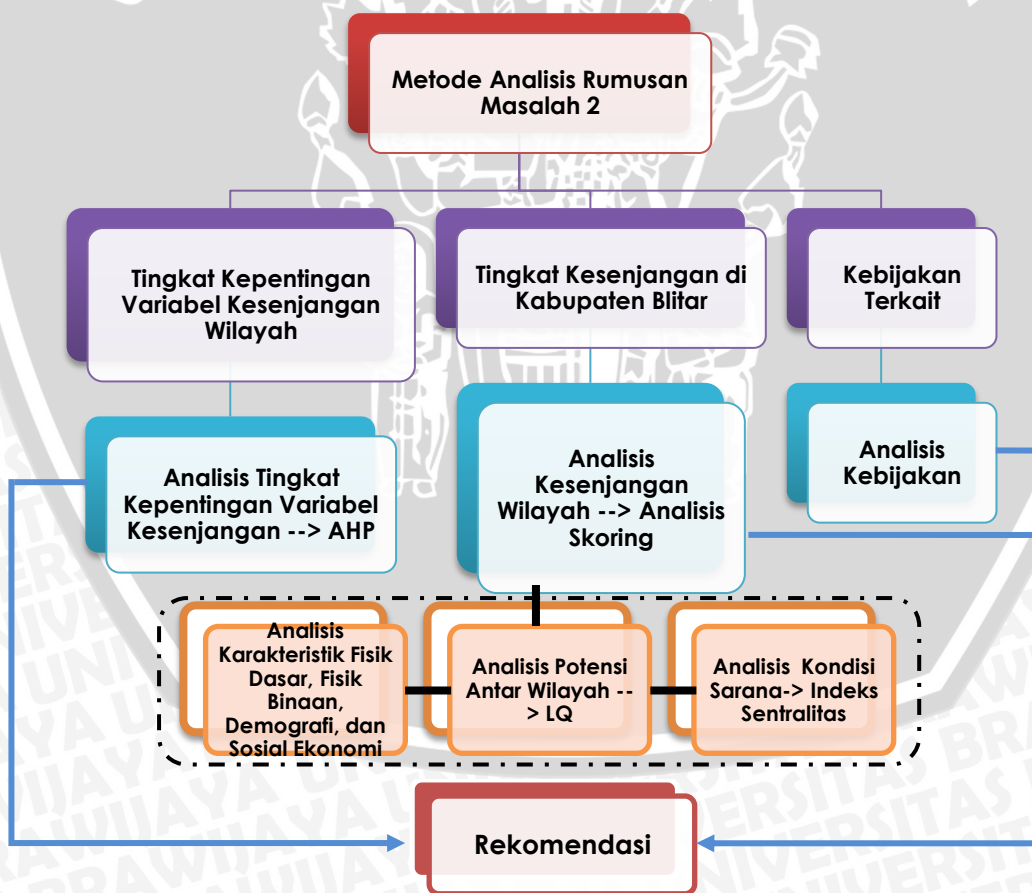 Metode Analisis Rumusan
Masalah 2
Tingkat Kepentingan
Variabel Kesenjangan
Wilayah
Tingkat Kesenjangan di
Kabupaten Blitar
Kebijakan
Terkait
Analisis Tingkat
Kepentingan Variabel
Kesenjangan --> AHP
Analisis
Kesenjangan
Wilayah --> Analisis
Skoring
Analisis
Kebijakan
Analisis
Karakteristik Fisik
Dasar, Fisik
Binaan,
Demografi, dan
Sosial Ekonomi
Analisis Potensi
Antar Wilayah --
> LQ
Analisis Kondisi
Sarana-> Indeks
Sentralitas
Rekomendasi